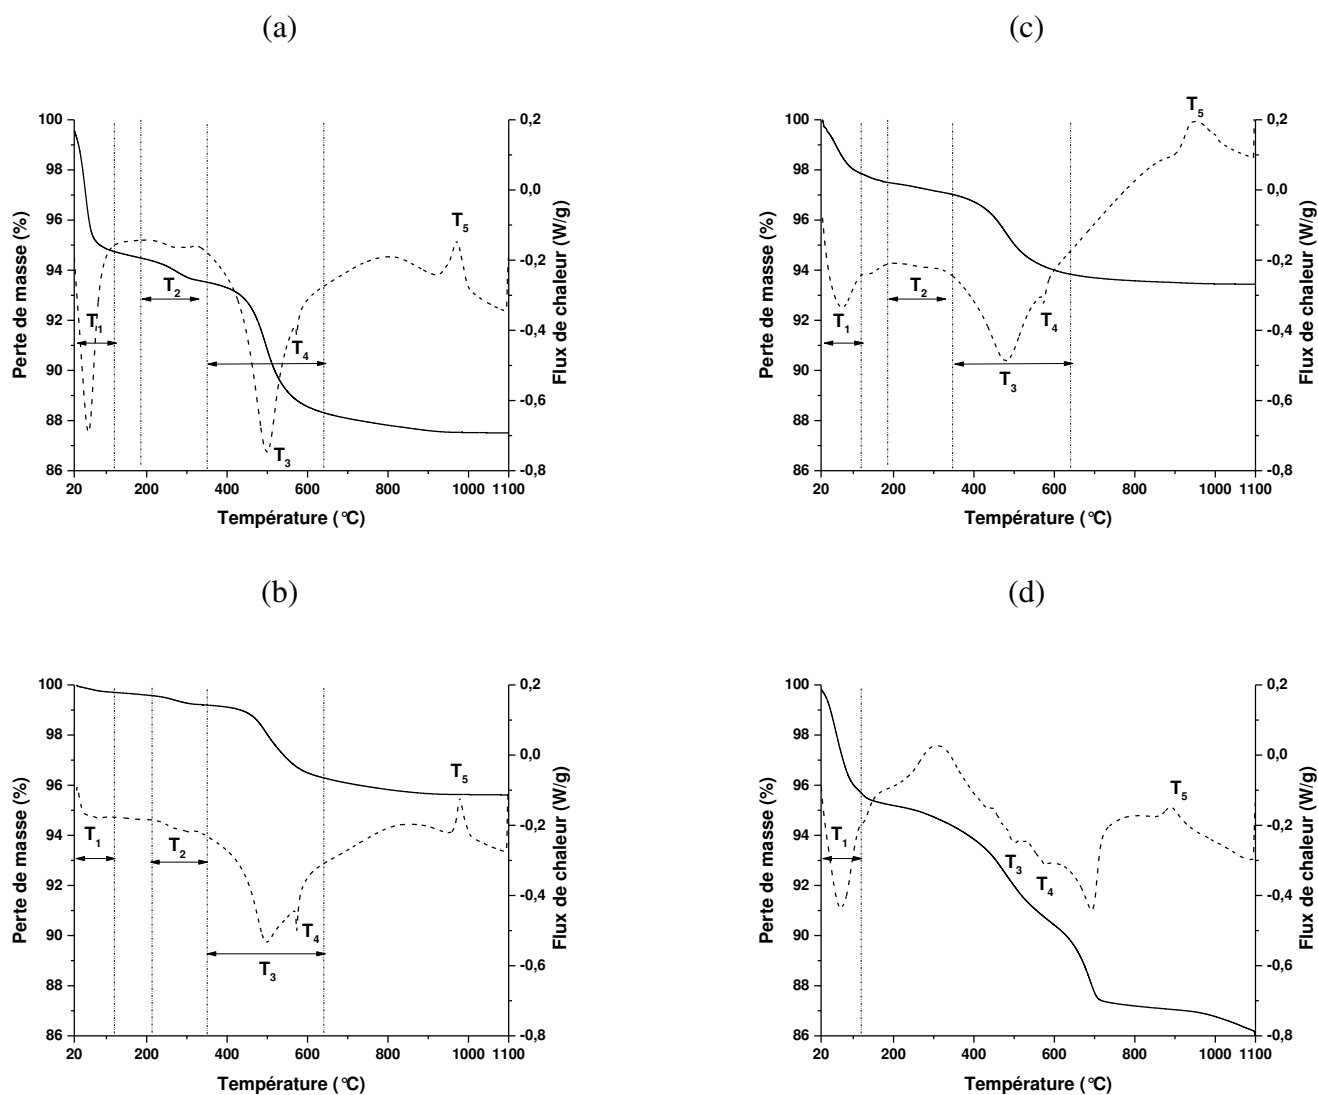 (a)
100
98
96
94
92
90
88
86
Perte de masse (%)
0,2
0,0
-0,2
-0,4
-0,6
-0,8
Flux de chaleur (W/g)
T1
T2
T3
T4
T5
20 200 400 600 800 1000 1100
Température (°C)
(c)
100
98
96
94
92
90
88
86
Perte de masse (%)
0,2
0,0
-0,2
-0,4
-0,6
-0,8
Flux de chaleur (W/g)
T1
T2
T3
T4
T5
20 200 400 600 800 1000 1100
Température (°C)
(b)
100
98
96
94
92
90
88
86
Perte de masse (%)
0,2
0,0
-0,2
-0,4
-0,6
-0,8
Flux de chaleur (W/g)
T1
T2
T3
T4
T5
20 200 400 600 800 1000 1100
Température (°C)
(d)
100
98
96
94
92
90
88
86
Perte de masse (%)
0,2
0,0
-0,2
-0,4
-0,6
-0,8
Flux de chaleur (W/g)
T1
T3
T4
T5
20 200 400 600 800 1000 1100
Température (°C)